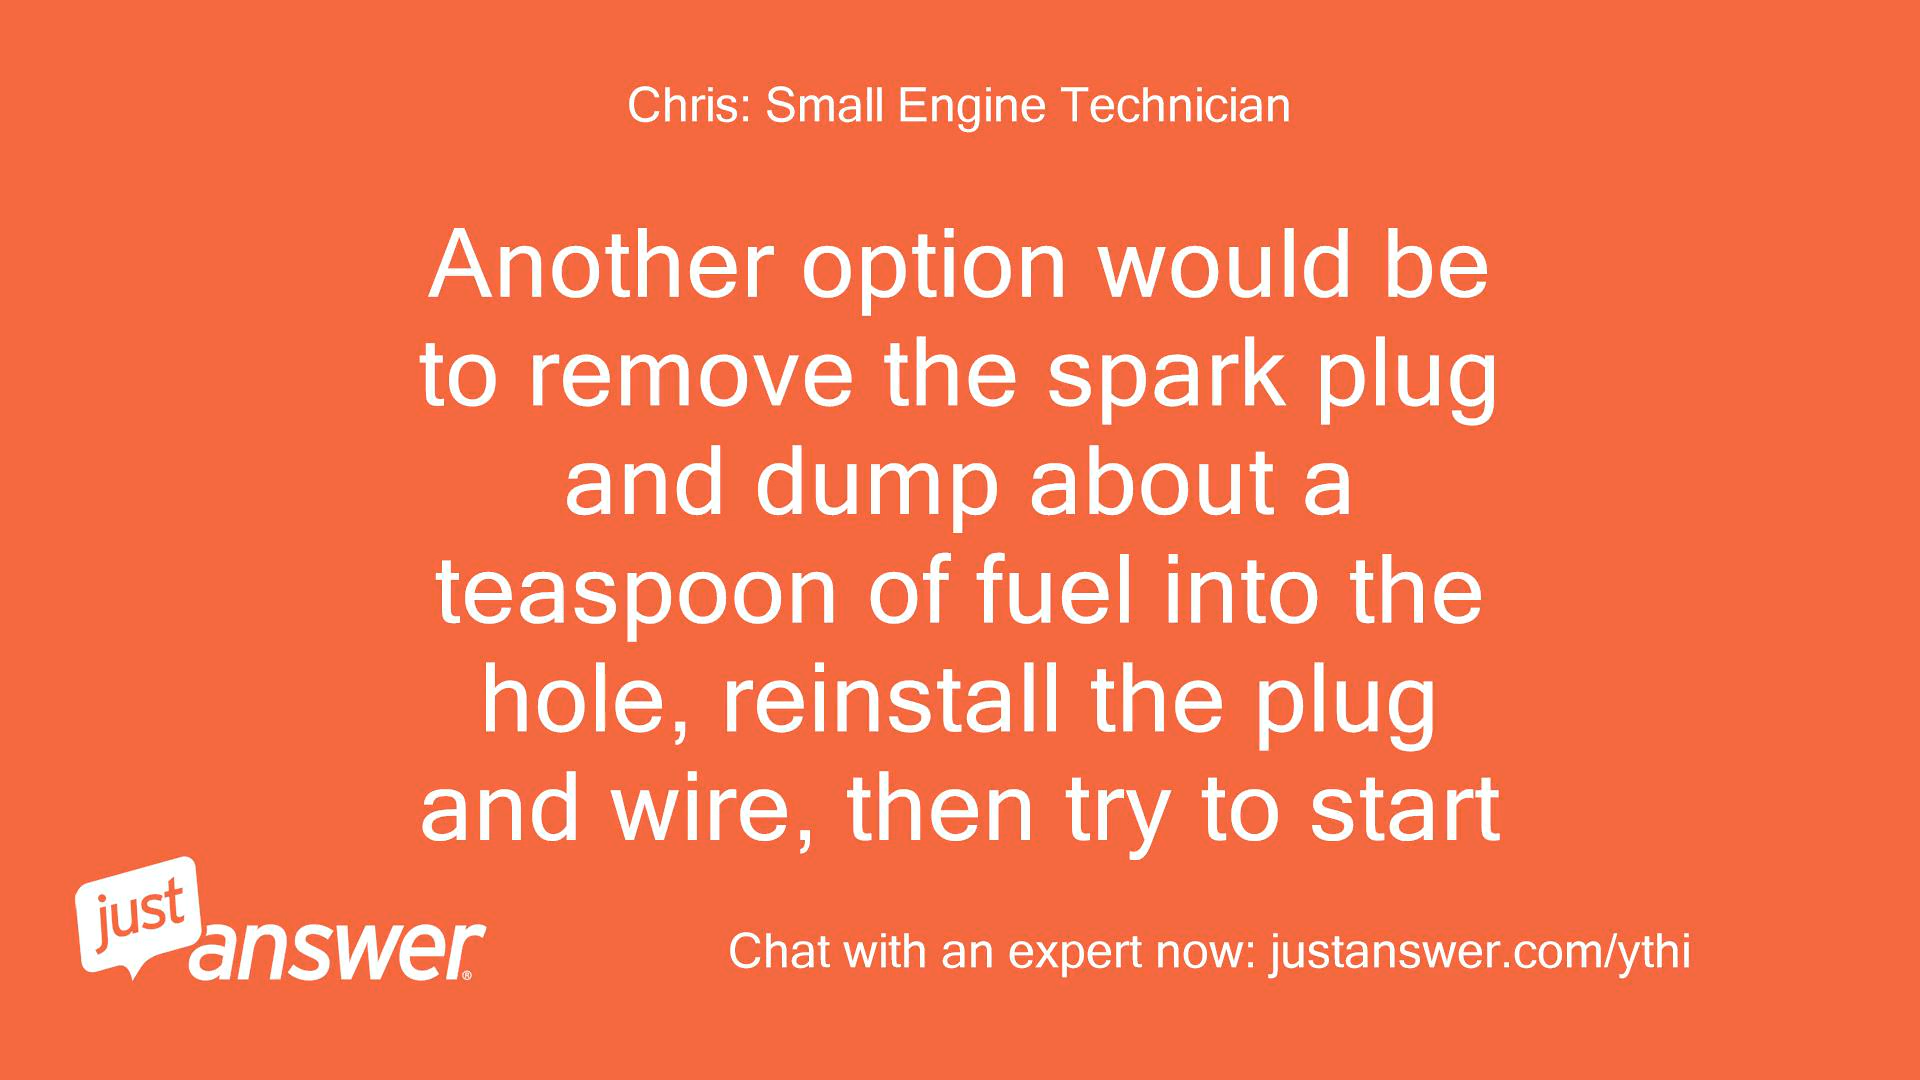 Chris: Small Engine Technician
Another option would be
to remove the spark plug
and dump about a
teaspoon of fuel into the
hole, reinstall the plug
and wire, then try to start
just
answer®
Chat with an expert now: justanswer.com/ythi